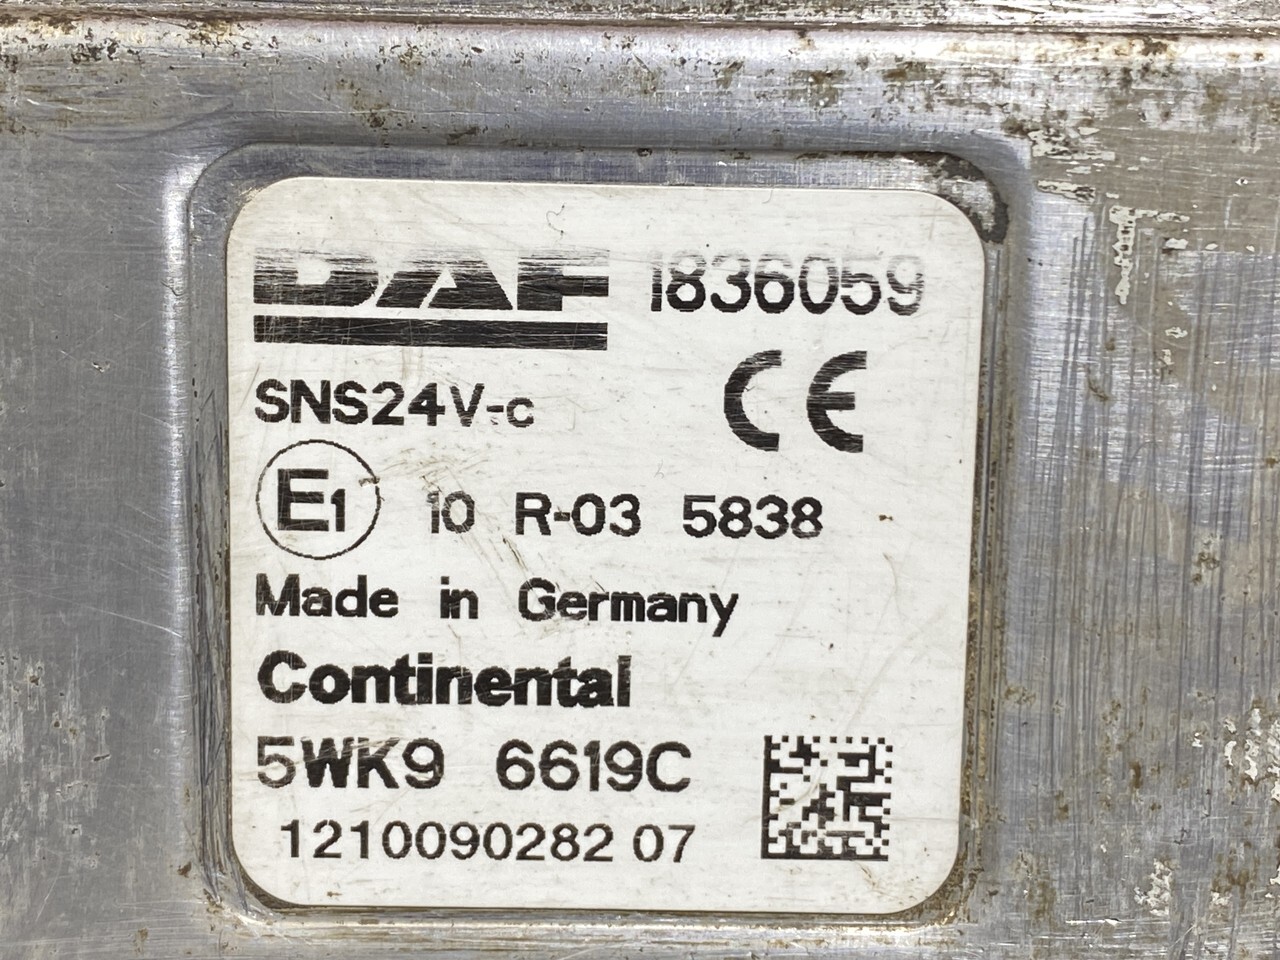 DAF 1836059
SNS24V-c CE
E1 10 R-03 5838
Made in Germany
Continental
5WK9 6619C
1210090282 07